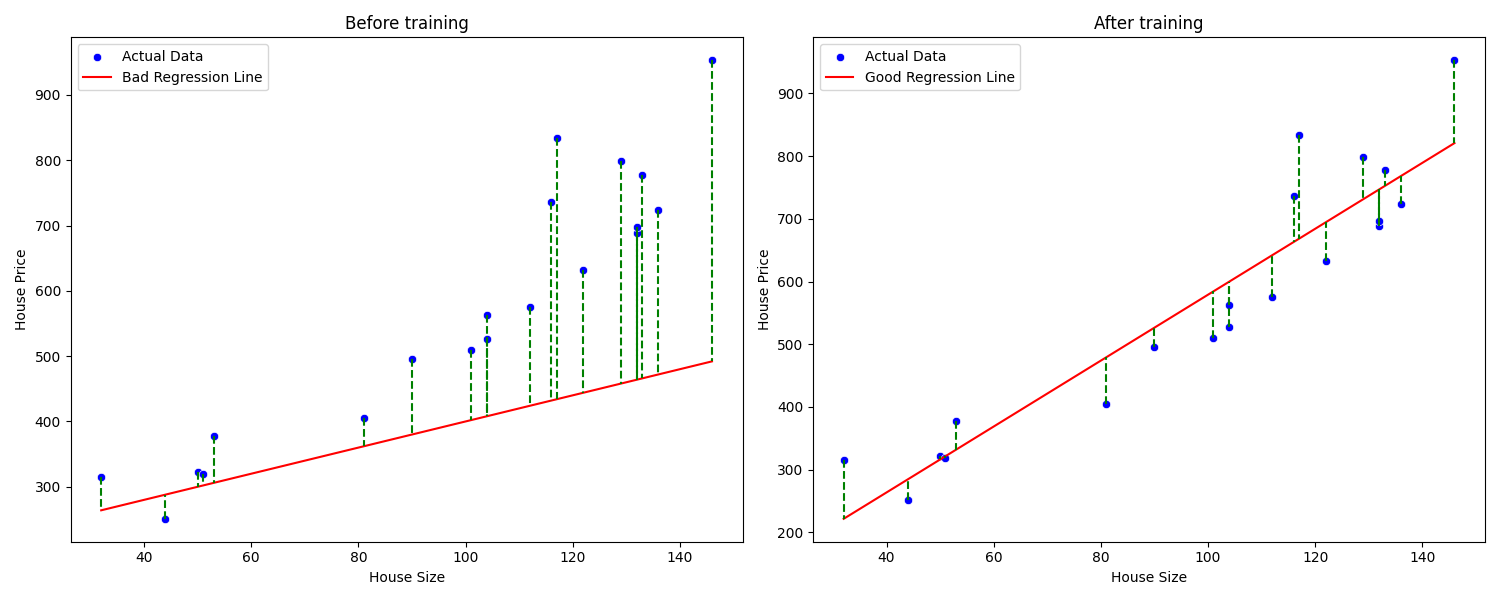 Before training
Actual Data
Bad Regression Line
House Price
900
800
700
600
500
400
300
40 60 80 100 120 140
House Size
After training
Actual Data
Good Regression Line
House Price
900
800
700
600
500
400
300
200
40 60 80 100 120 140
House Size